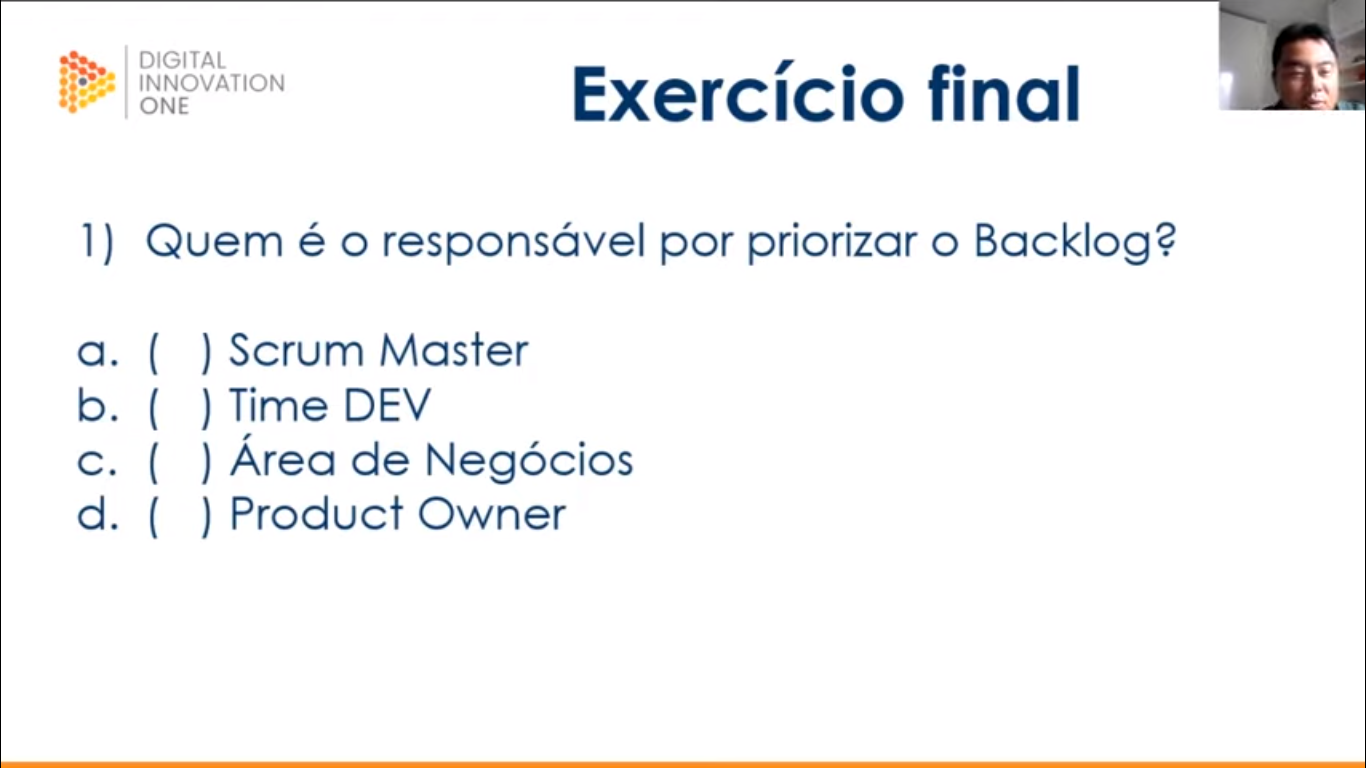 DIGITAL
INNOVATION
ONE
Exercício final
1) Quem é o responsável por priorizar o Backlog?
a. ( ) Scrum Master
b. ( ) Time DEV
c. ( ) Área de Negócios
d. ( ) Product Owner